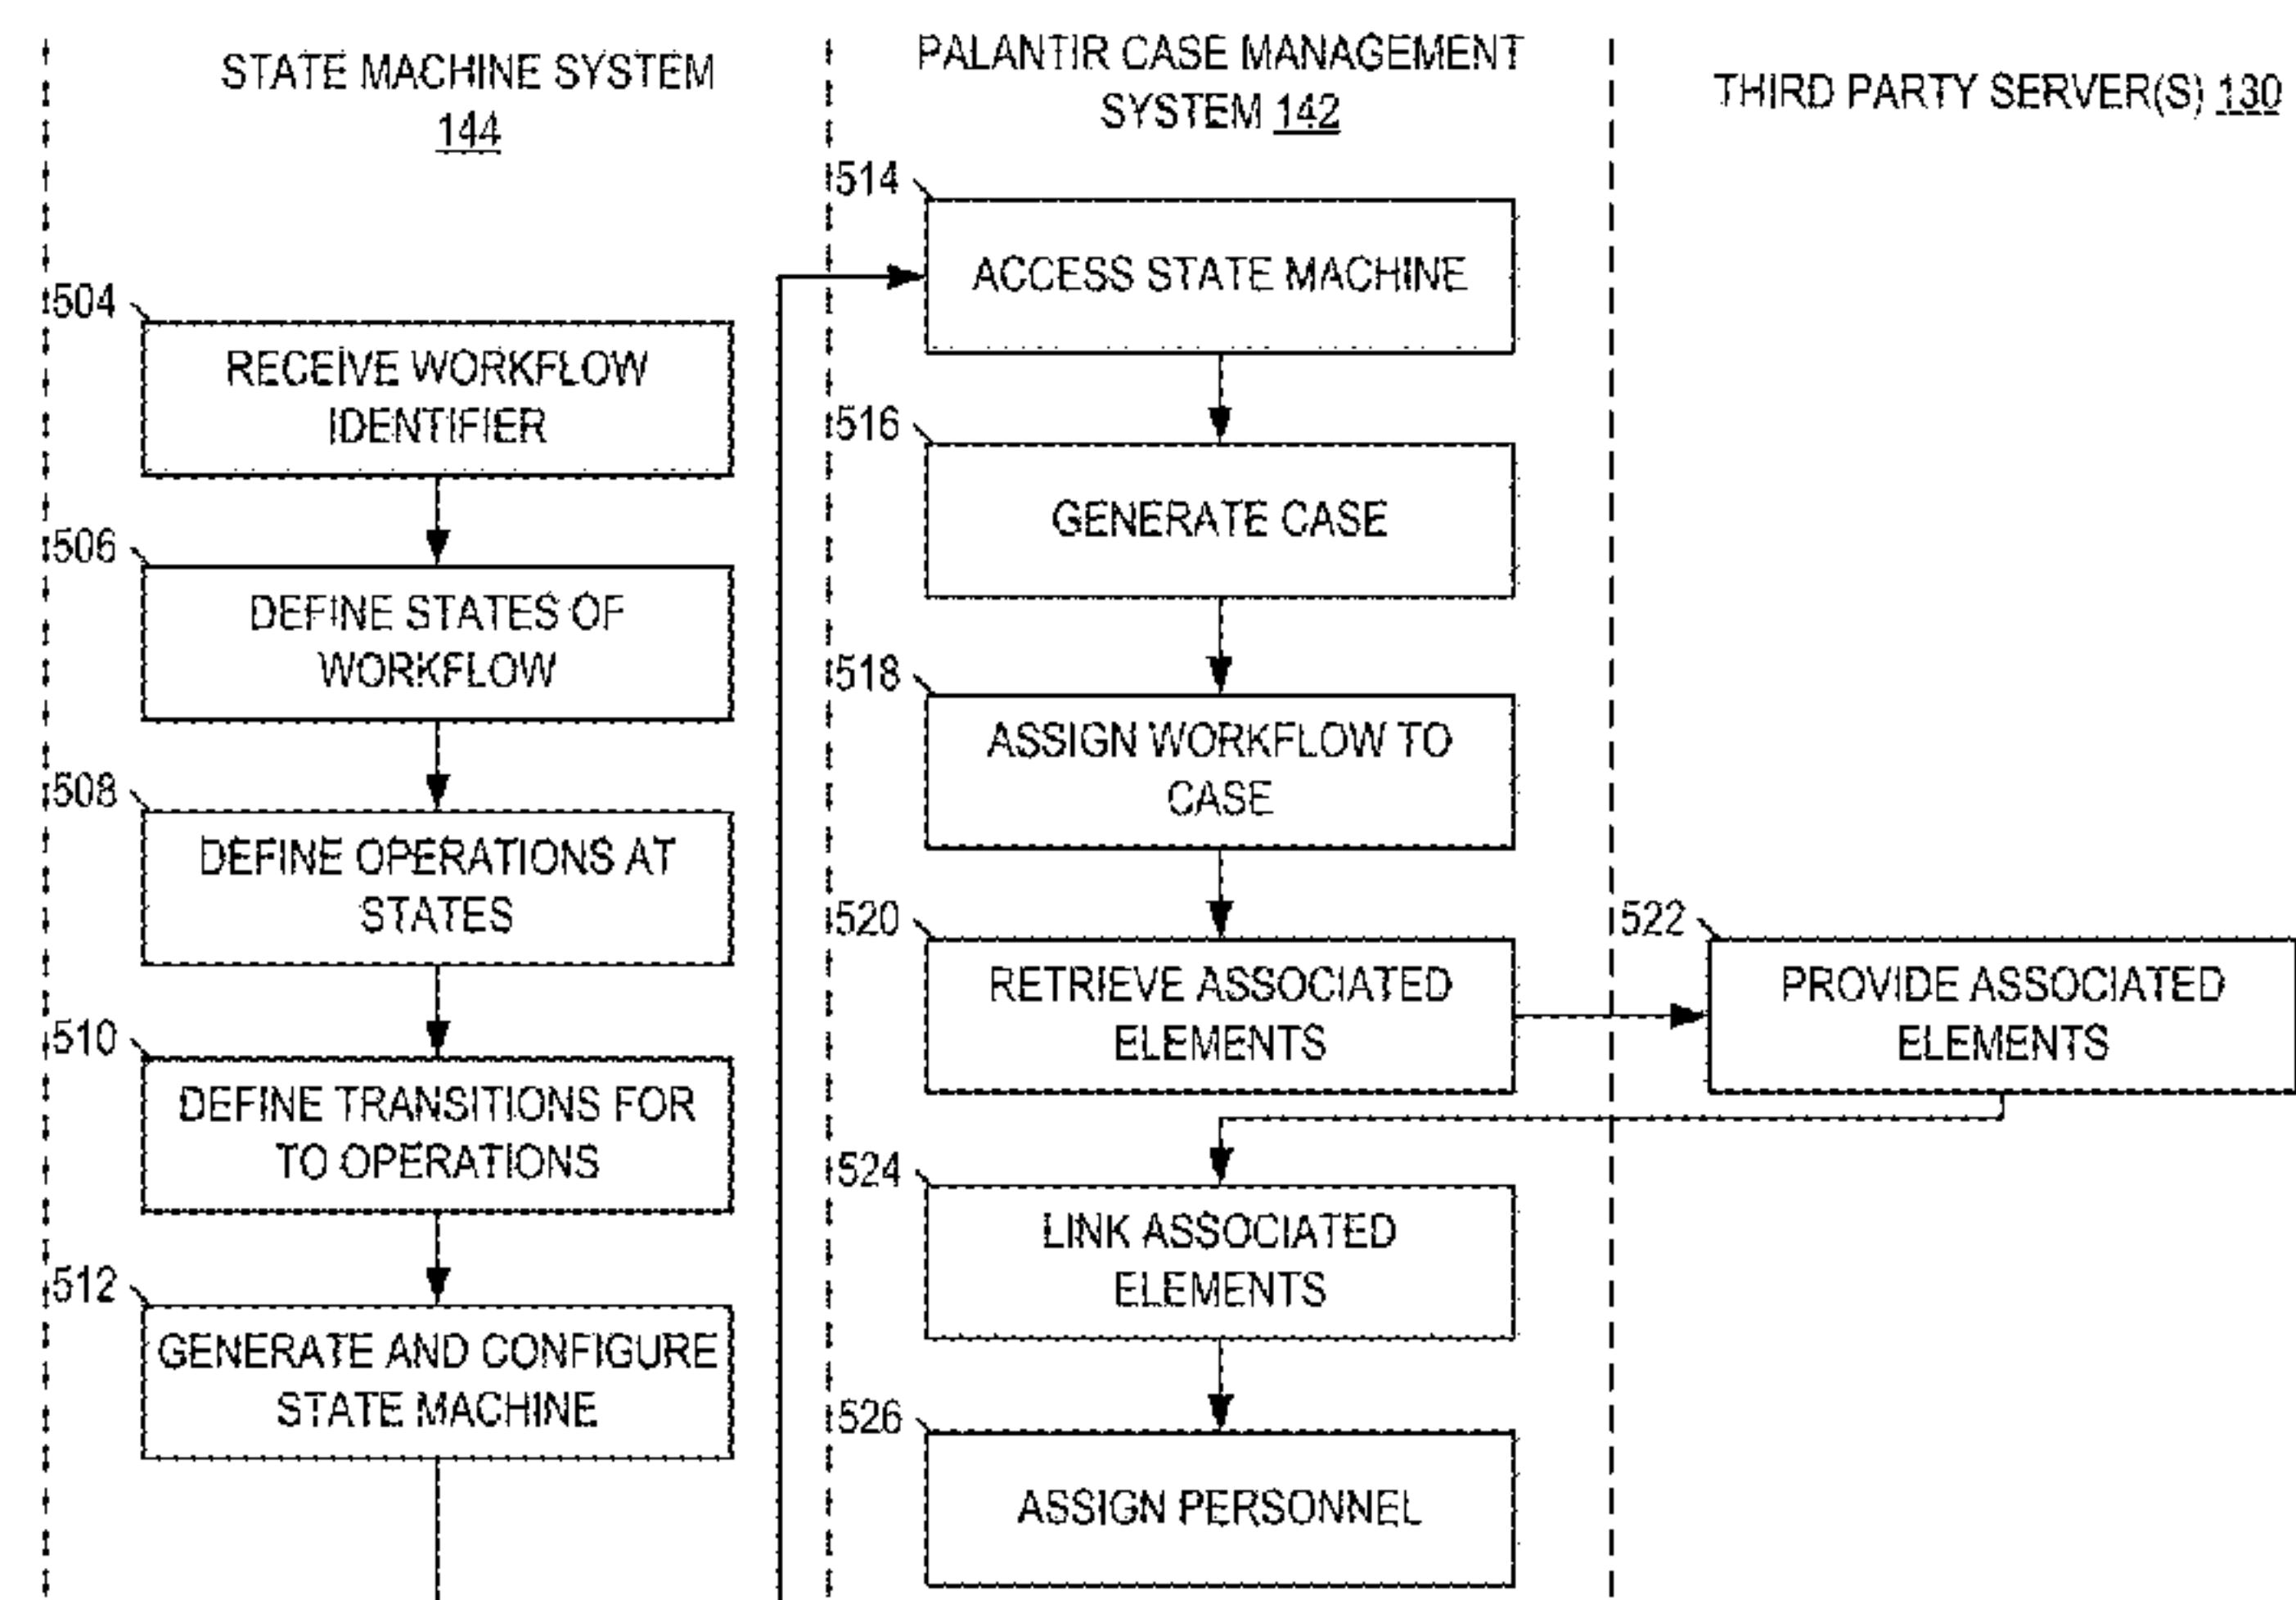 STATE MACHINE SYSTEM
144
504
RECEIVE WORKFLOW
IDENTIFIER
506
DEFINE STATES OF
WORKFLOW
508
DEFINE OPERATIONS AT
STATES
510
DEFINE TRANSITIONS FOR
TO OPERATIONS
512
GENERATE AND CONFIGURE
STATE MACHINE
PALANTIR CASE MANAGEMENT
SYSTEM 142
514
ACCESS STATE MACHINE
516
GENERATE CASE
518
ASSIGN WORKFLOW TO
CASE
520
RETRIEVE ASSOCIATED
ELEMENTS
524
LINK ASSOCIATED
ELEMENTS
526
ASSIGN PERSONNEL
THIRD PARTY SERVER(S) 130
522
PROVIDE ASSOCIATED
ELEMENTS